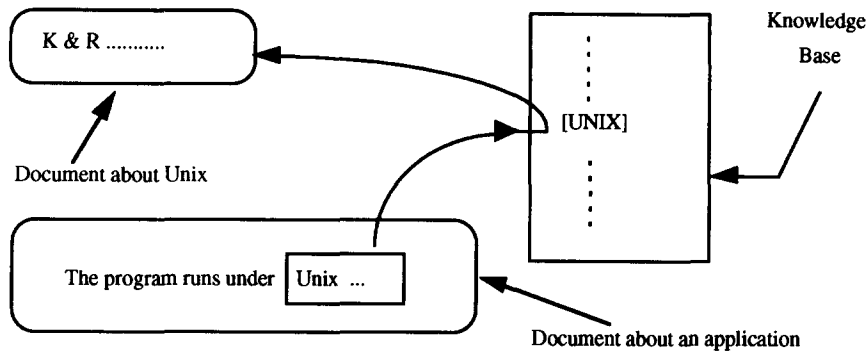 K & R ...........
Knowledge
Base
[UNIX]
Document about Unix
The program runs under Unix ...
Document about an application